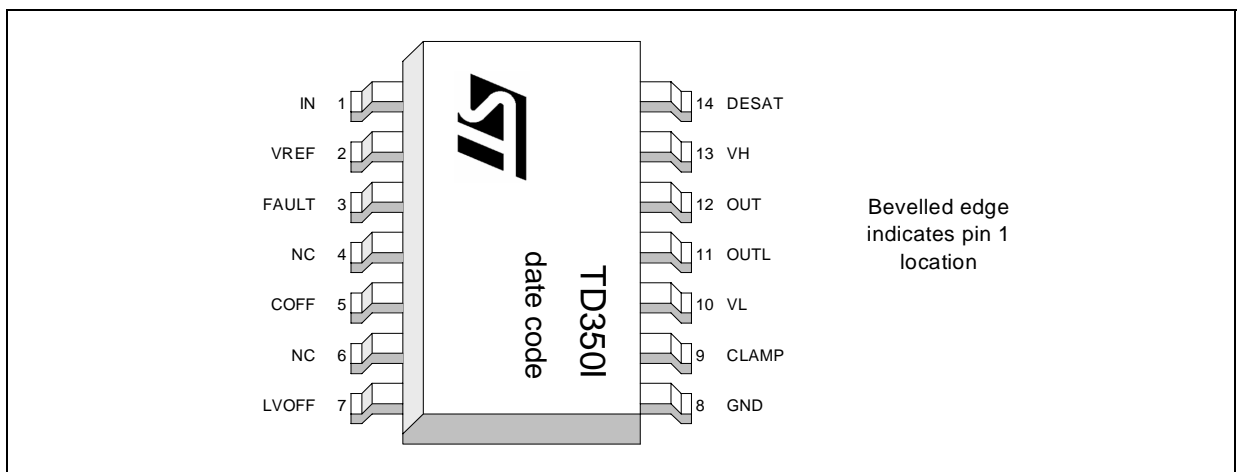 IN 1
VREF 2
FAULT 3
NC 4
COFF 5
NC 6
LVOFF 7
ST
TD350I
date code
14 DESAT
13 VH
12 OUT
11 OUTL
10 VL
9 CLAMP
8 GND
Bevelled edge
indicates pin 1
location